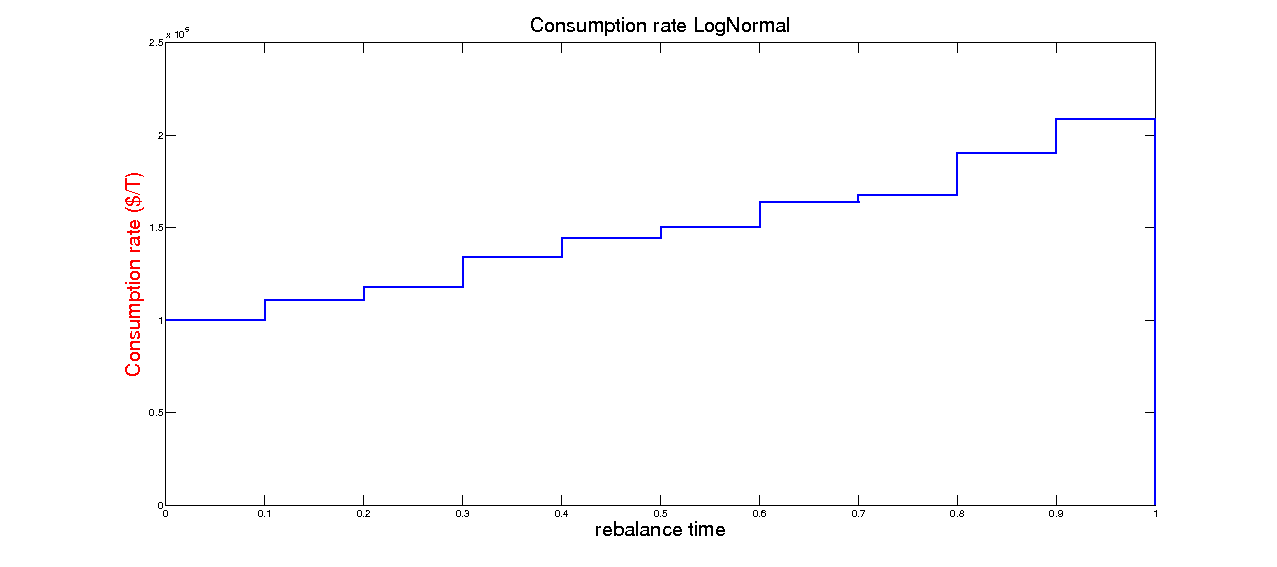 Consumption rate LogNormal
x 10^5
2.5
2
1.5
1
0.5
0
Consumption rate ($/T)
0 0.1 0.2 0.3 0.4 0.5 0.6 0.7 0.8 0.9 1
rebalance time